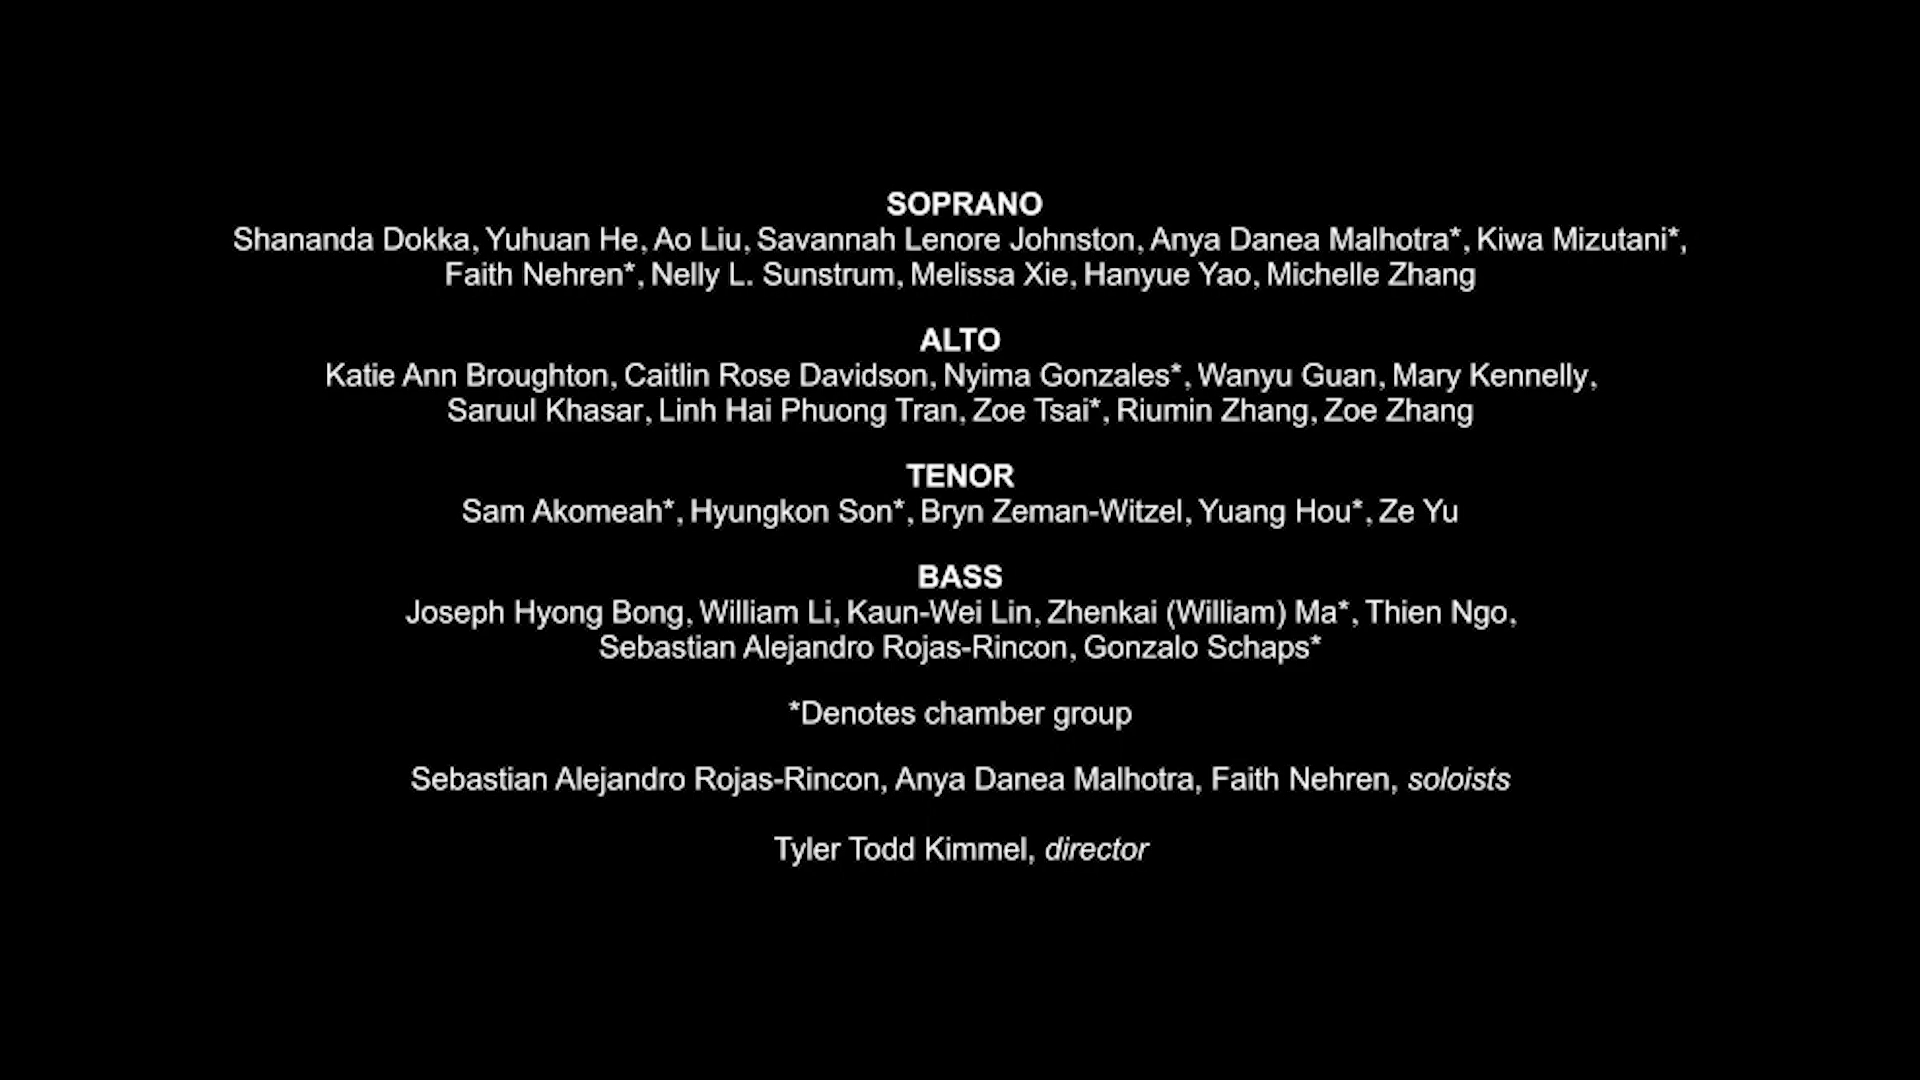 SOPRANO
Shananda Dokka, Yuhuan He, Ao Liu, Savannah Lenore Johnston, Anya Danea Malhotra*, Kiwa Mizutani*,
Faith Nehren*, Nelly L. Sunstrum, Melissa Xie, Hanyue Yao, Michelle Zhang
ALTO
Katie Ann Broughton, Caitlin Rose Davidson, Nyima Gonzales*, Wanyu Guan, Mary Kennelly,
Saruul Khasar, Linh Hai Phuong Tran, Zoe Tsai*, Riumin Zhang, Zoe Zhang
TENOR
Sam Akomeah*, Hyungkon Son*, Bryn Zeman-Witzel, Yuang Hou*, Ze Yu
BASS
Joseph Hyong Bong, William Li, Kaun-Wei Lin, Zhenkai (William) Ma*, Thien Ngo,
Sebastian Alejandro Rojas-Rincon, Gonzalo Schaps*
*Denotes chamber group
Sebastian Alejandro Rojas-Rincon, Anya Danea Malhotra, Faith Nehren, soloists
Tyler Todd Kimmel, director